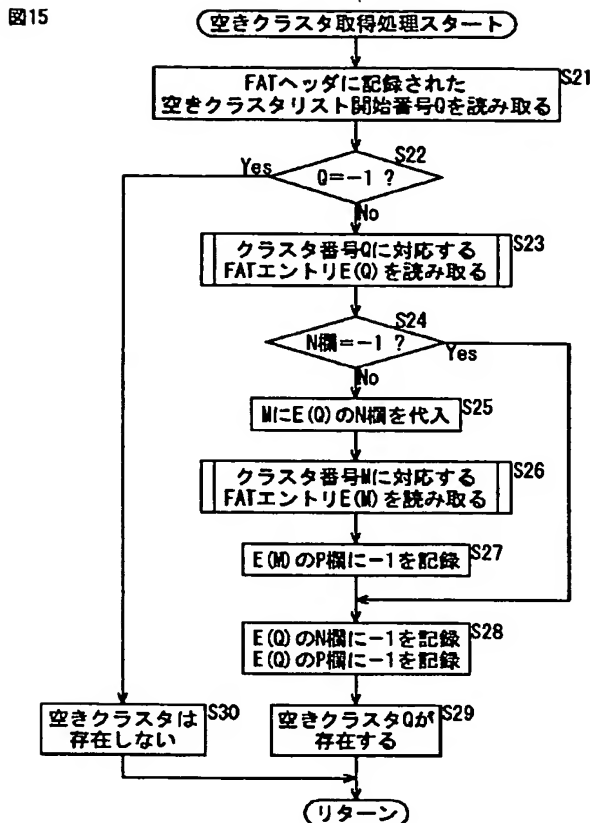 図15
空きクラスタ取得処理スタート
FATヘッダに記録された
空きクラスタリスト開始番号Qを読み取る
S21
S22
Q=−1 ?
Yes
No
クラスタ番号Qに対応する
FATエントリE(Q)を読み取る
S23
S24
N欄=−1 ?
Yes
No
MにE(Q)のN欄を代入
S25
クラスタ番号Mに対応する
FATエントリE(M)を読み取る
S26
E(M)のP欄に−1を記録
S27
E(Q)のN欄に−1を記録
E(Q)のP欄に−1を記録
S28
空きクラスタは
存在しない
S30
空きクラスタQが
存在する
S29
リターン